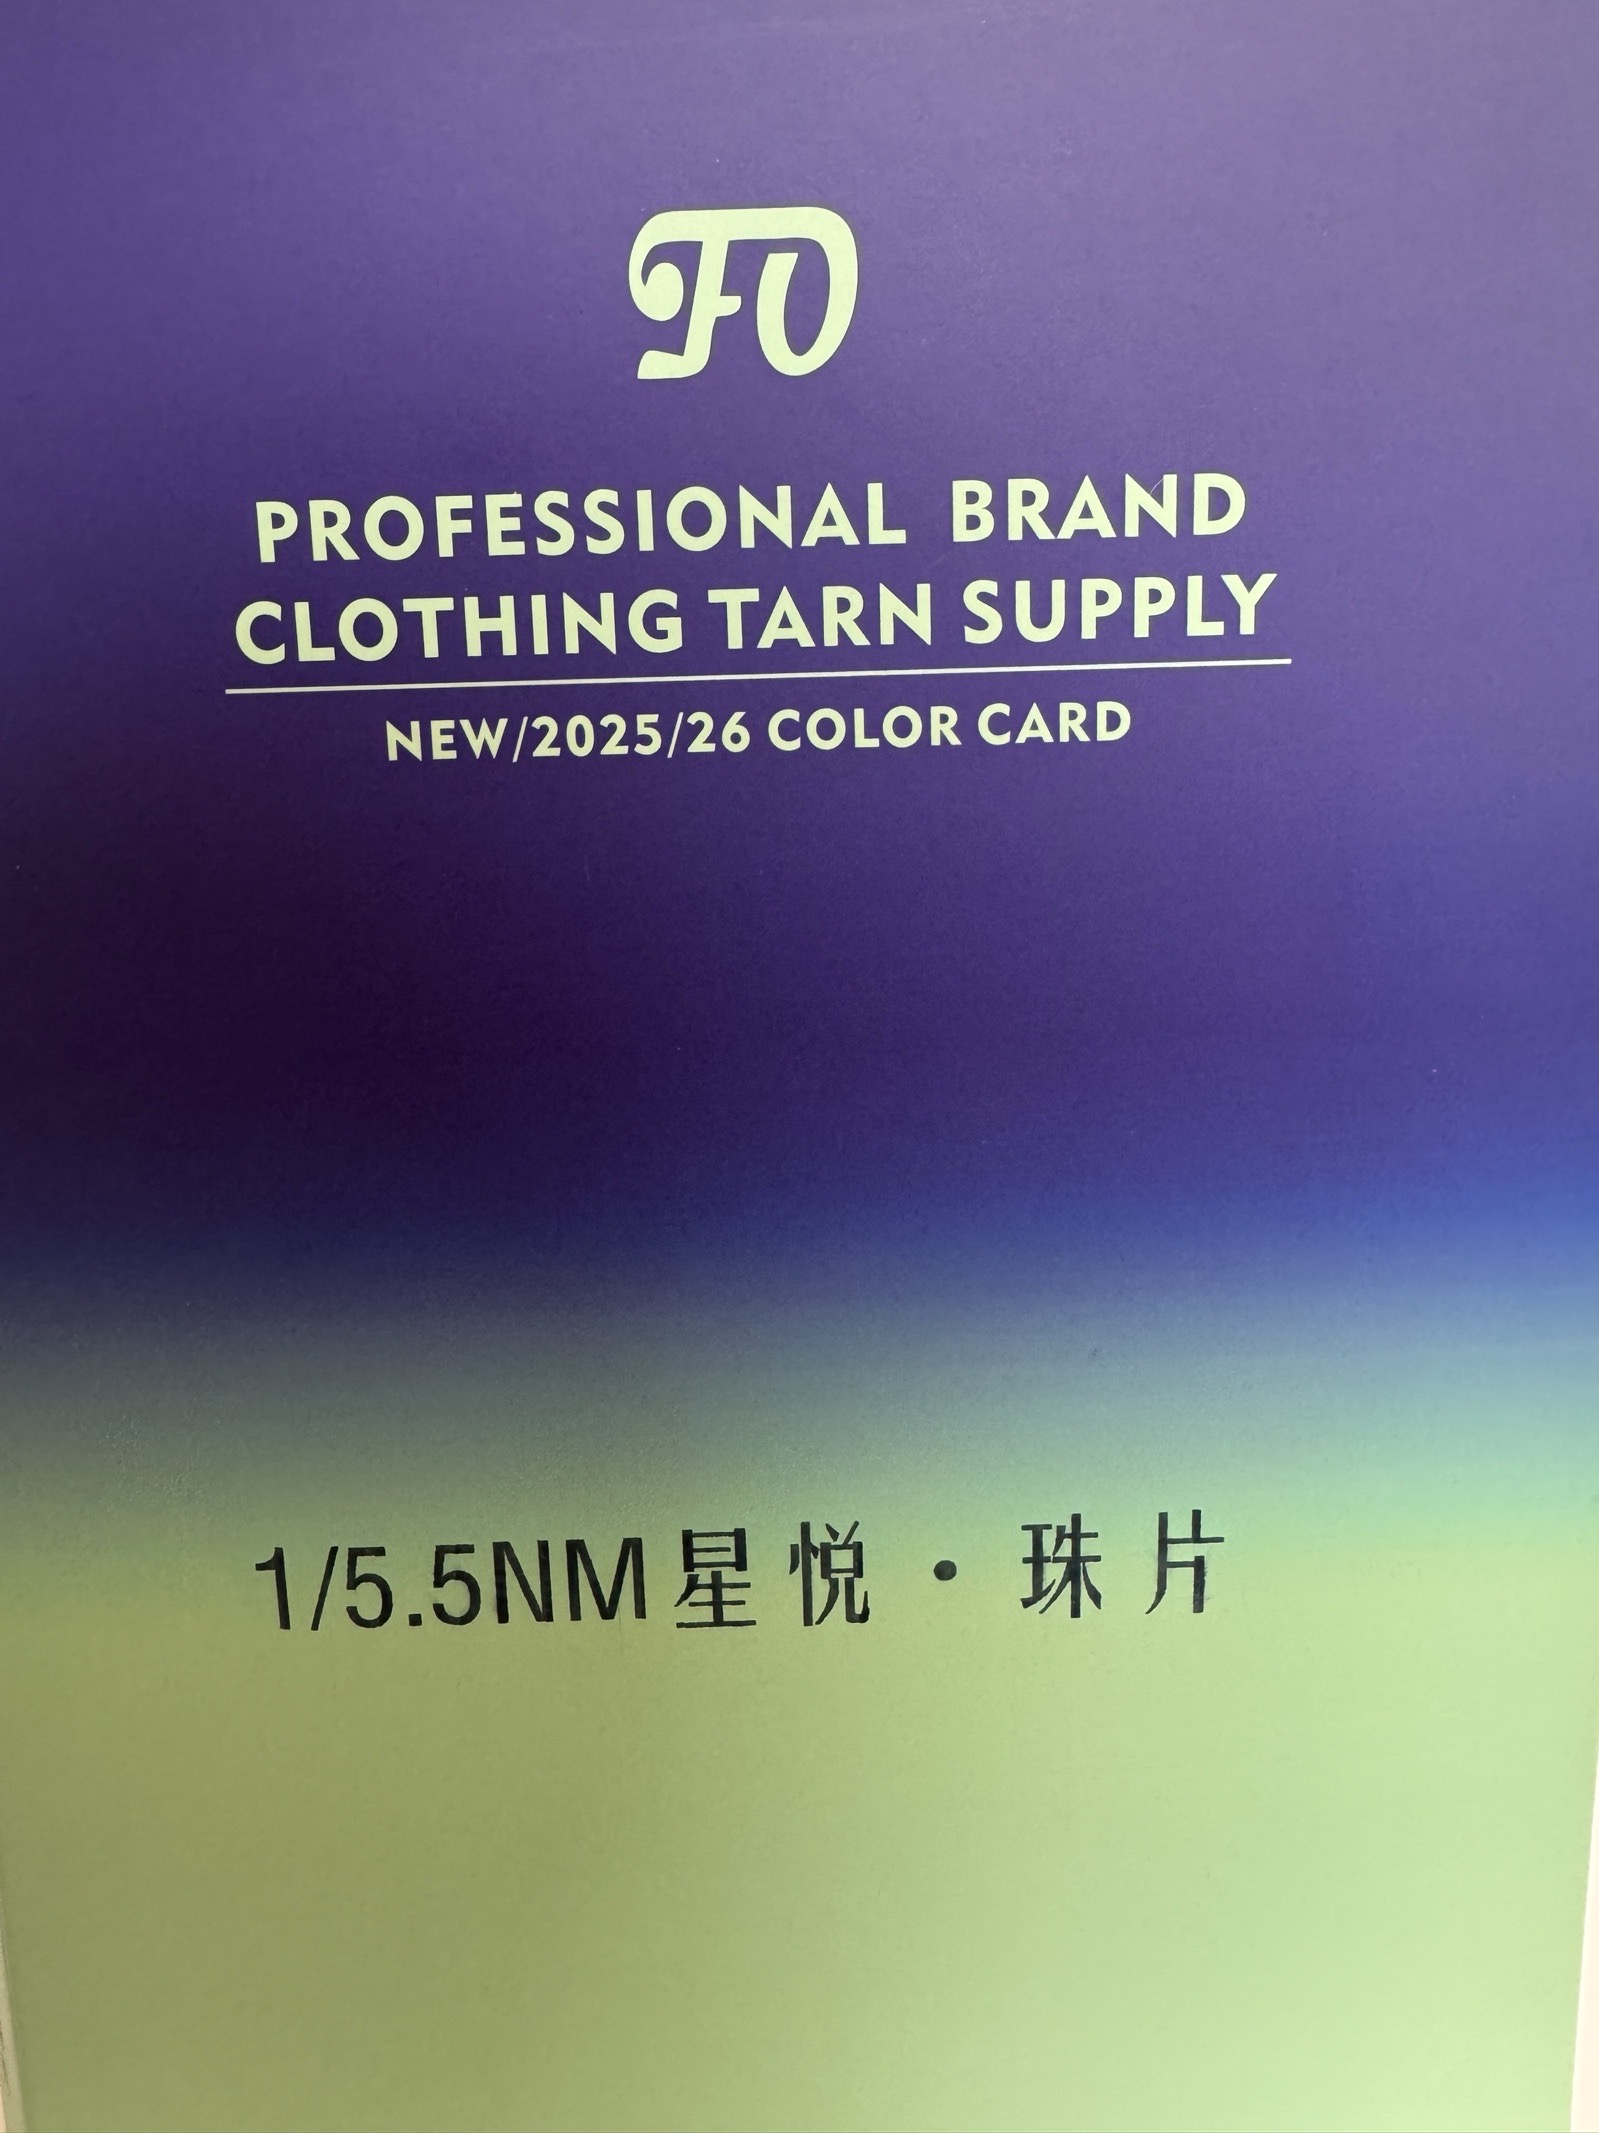 FO
PROFESSIONAL BRAND
CLOTHING TARN SUPPLY
NEW/2025/26 COLOR CARD
1/5.5NM星悦·珠片